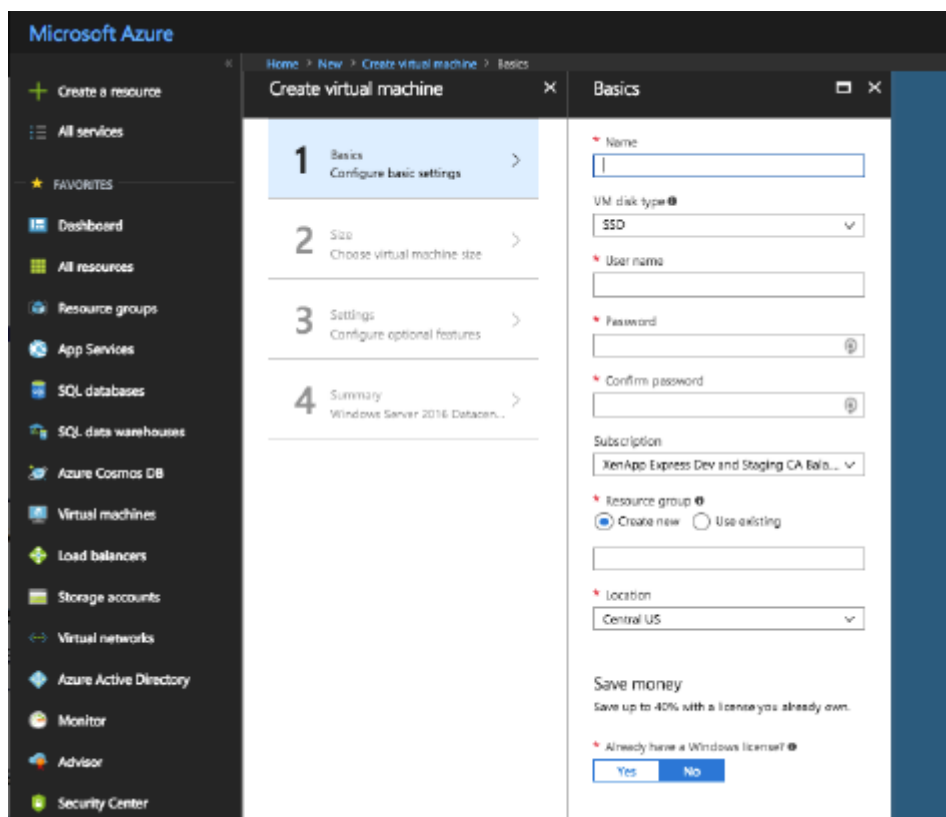 Microsoft Azure
«
Home > New > Create virtual machine > Basics
Create a resource
All services
FAVORITES
Dashboard
All resources
Resource groups
App Services
SQL databases
SQL data warehouses
Azure Cosmos DB
Virtual machines
Load balancers
Storage accounts
Virtual networks
Azure Active Directory
Monitor
Advisor
Security Center
Create virtual machine
1
Basics
Configure basic settings
2
Size
Choose virtual machine size
3
Settings
Configure optional features
4
Summary
Windows Server 2016 Datacen...
Basics
* Name
VM disk type
SSD
* User name
* Password
* Confirm password
Subscription
XenApp Express Dev and Staging CA Bala...
* Resource group
Create new Use existing
* Location
Central US
Save money
Save up to 40% with a license you already own.
* Already have a Windows license?
Yes No